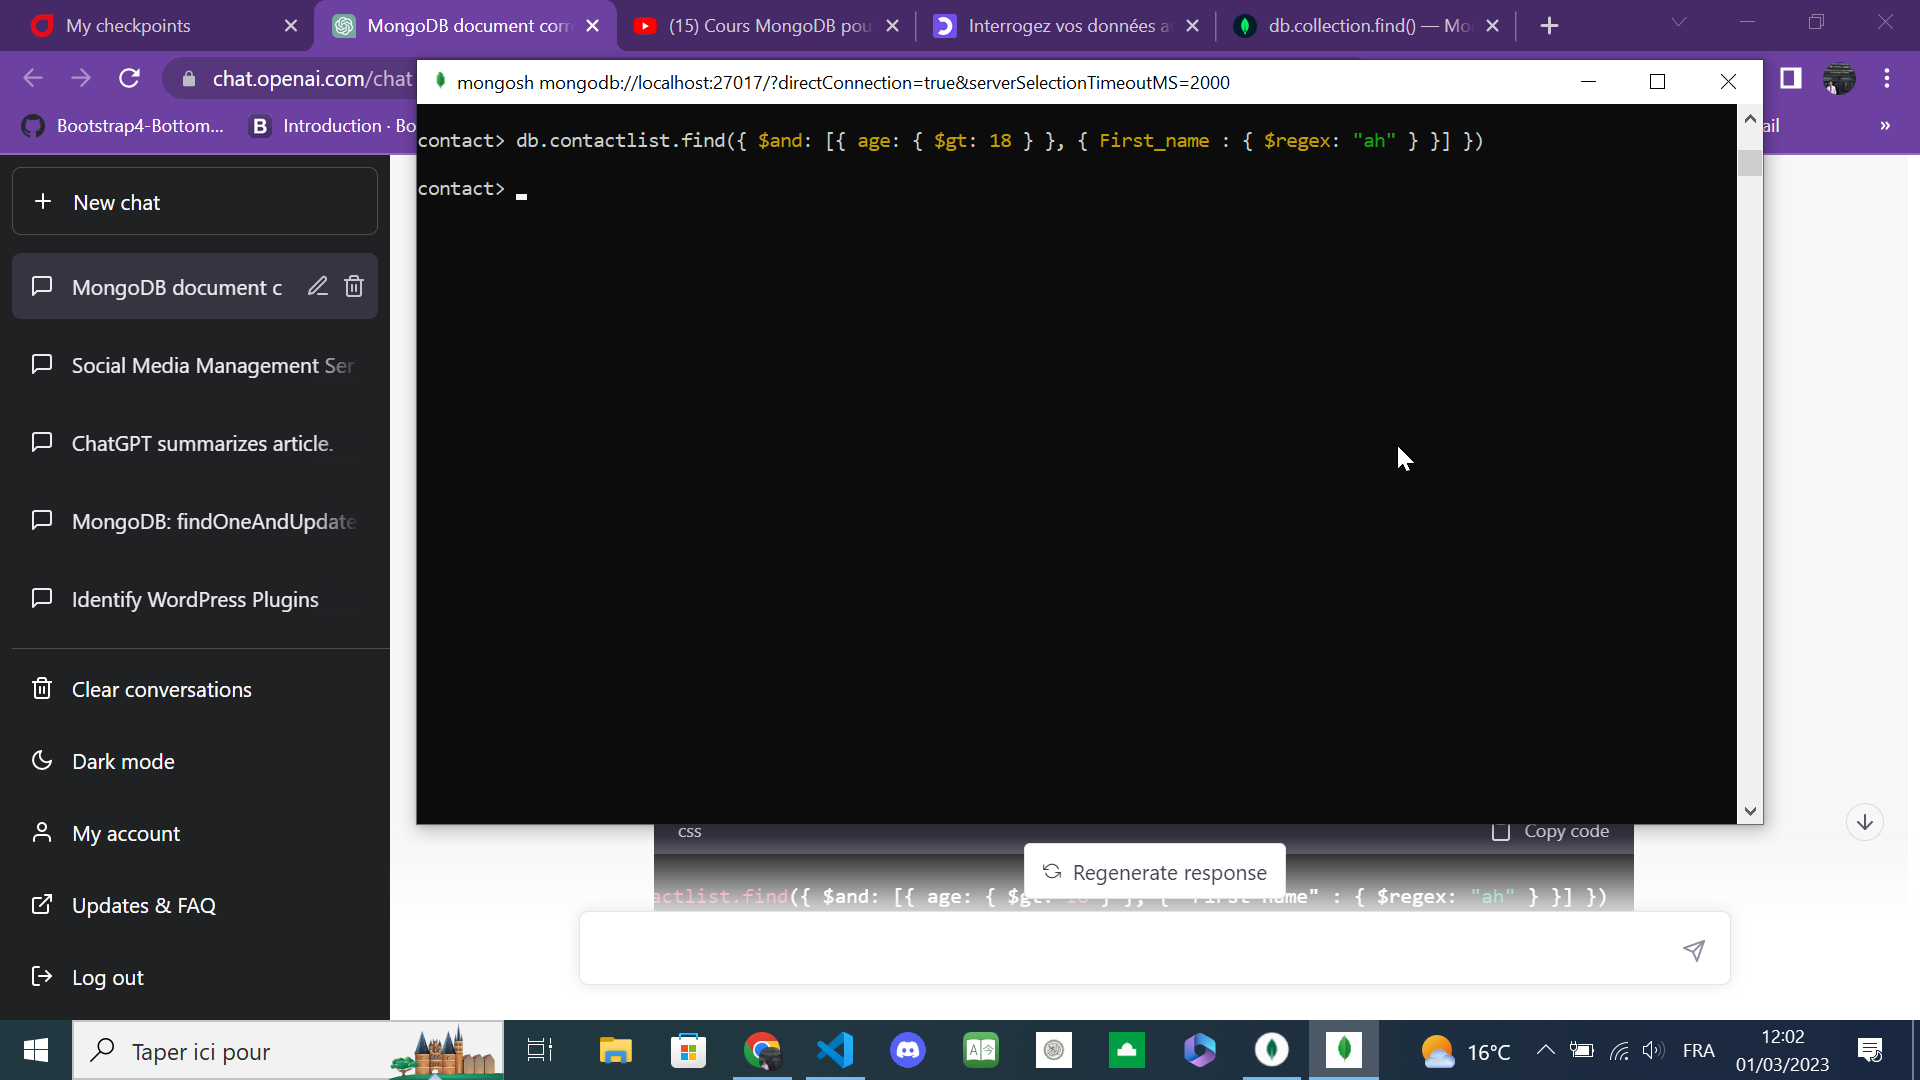 My checkpoints
MongoDB document corr
(15) Cours MongoDB pou
Interrogez vos données a
db.collection.find() — Mo
chat.openai.com/chat
Bootstrap4-Bottom...
B
Introduction · Bo
ail
»
mongosh mongodb://localhost:27017/?directConnection=true&serverSelectionTimeoutMS=2000
contact> db.contactlist.find({ $and: [{ age: { $gt: 18 } }, { First_name : { $regex: "ah" } }] })
contact>
New chat
MongoDB document c
Social Media Management Ser
ChatGPT summarizes article.
MongoDB: findOneAndUpdate
Identify WordPress Plugins
Clear conversations
Dark mode
My account
Updates & FAQ
Log out
css
Copy code
Regenerate response
actlist.find({ $and: [{ age: { $gt: 18 } }, { "First name" : { $regex: "ah" } }] })
Taper ici pour
16°C
FRA
12:02
01/03/2023